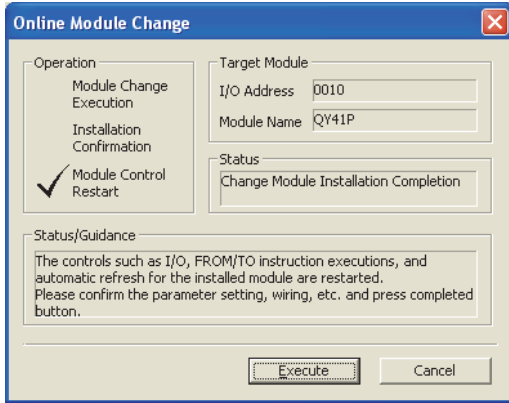 Online Module Change
Operation
Module Change
Execution
Installation
Confirmation
Module Control
Restart
Target Module
I/O Address 0010
Module Name QY41P
Status
Change Module Installation Completion
Status/Guidance
The controls such as I/O, FROM/TO instruction executions, and
automatic refresh for the installed module are restarted.
Please confirm the parameter setting, wiring, etc. and press completed
button.
Execute Cancel